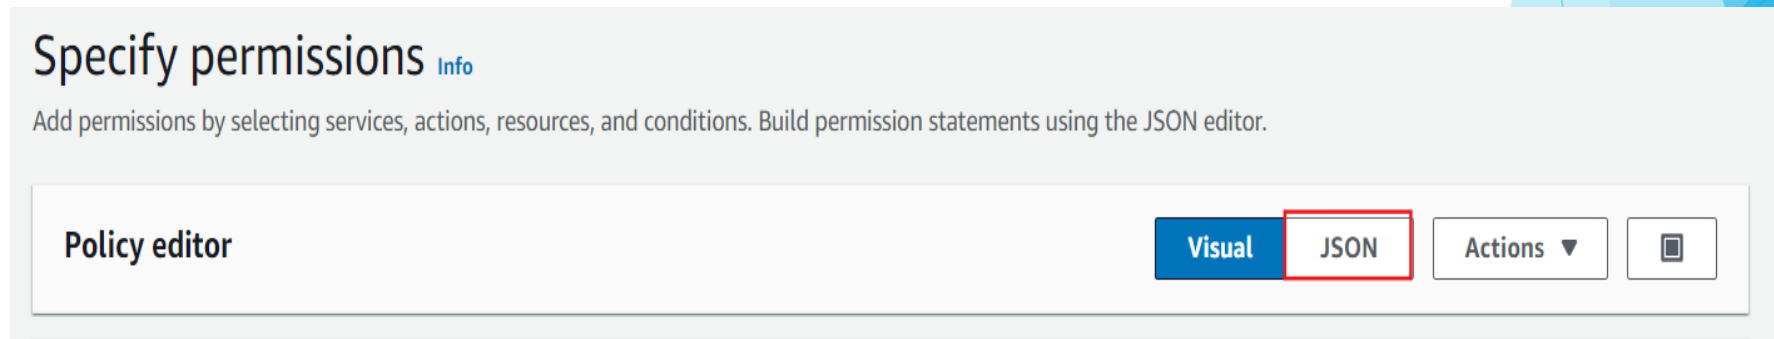 Specify permissions Info
Add permissions by selecting services, actions, resources, and conditions. Build permission statements using the JSON editor.
Policy editor
Visual
JSON
Actions